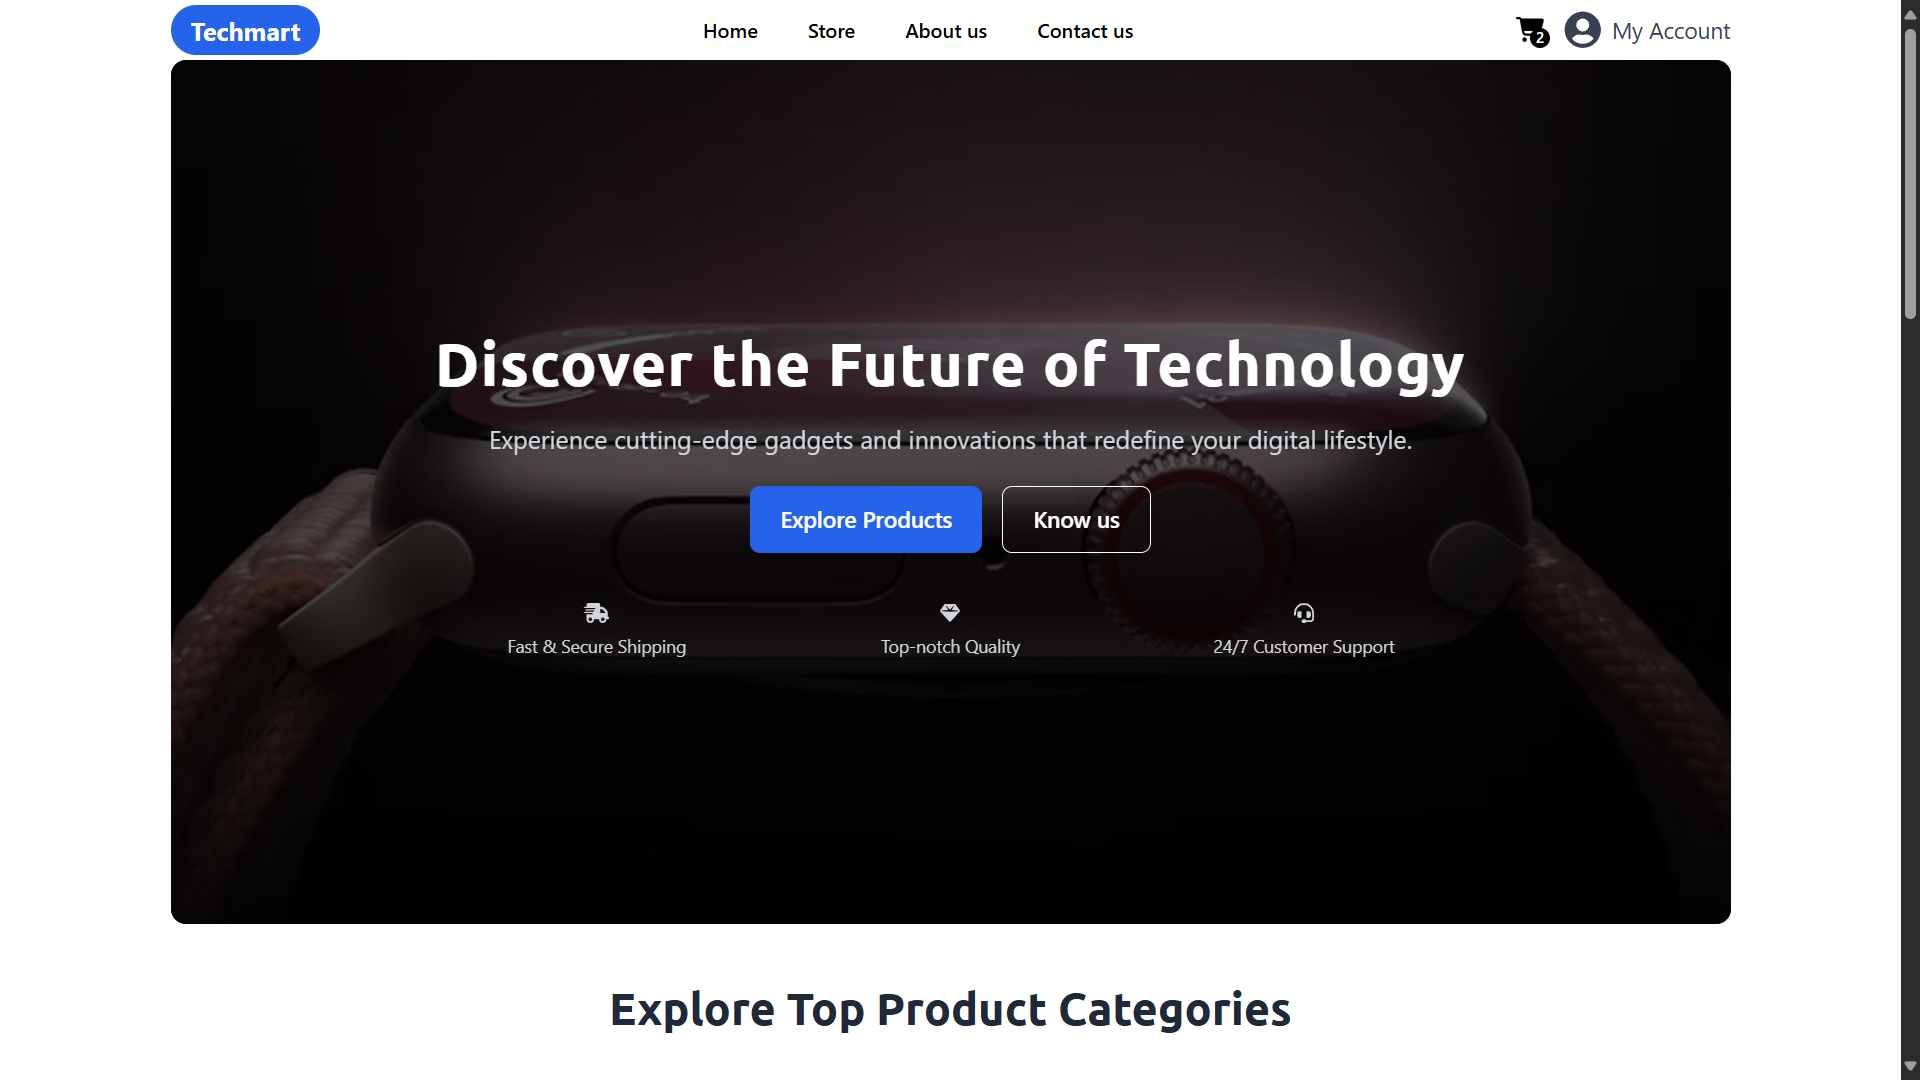 Techmart
Home
Store
About us
Contact us
2
My Account
Discover the Future of Technology
Experience cutting-edge gadgets and innovations that redefine your digital lifestyle.
Explore Products
Know us
Fast & Secure Shipping
Top-notch Quality
24/7 Customer Support
Explore Top Product Categories